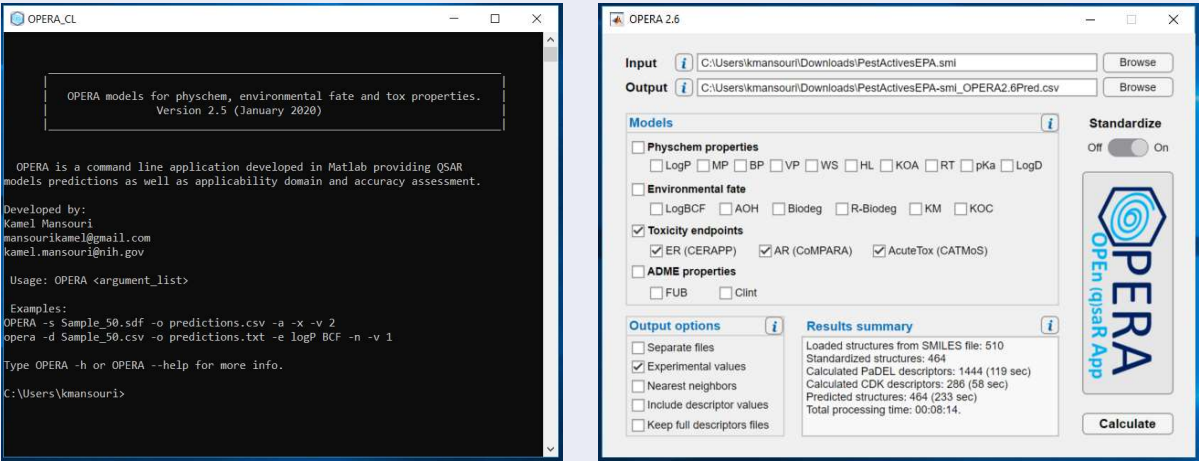 OPERA_CL
OPERA models for physchem, environmental fate and tox properties.
Version 2.5 (January 2020)
OPERA is a command line application developed in Matlab providing QSAR
models predictions as well as applicability domain and accuracy assessment.
Developed by:
Kamel Mansouri
mansourikamel@gmail.com
kamel.mansouri@nih.gov
Usage: OPERA <argument_list>
Examples:
OPERA -s Sample_50.sdf -o predictions.csv -a -x -v 2
opera -d Sample_50.csv -o predictions.txt -e logP BCF -n -v 1
Type OPERA -h or OPERA --help for more info.
C:\Users\kmansouri>
OPERA 2.6
Input i C:\Users\kmansouri\Downloads\PestActivesEPA.smi Browse
Output i C:\Users\kmansouri\Downloads\PestActivesEPA-smi_OPERA2.6Pred.csv Browse
Models i
Physchem properties
LogP MP BP VP WS HL KOA RT pKa LogD
Environmental fate
LogBCF AOH Biodeg R-Biodeg KM KOC
Toxicity endpoints
ER (CERAPP) AR (CoMPARA) AcuteTox (CATMoS)
ADME properties
FUB Clint
Standardize
Off On
OPERA
OPEn (q)saR App
Output options i
Separate files
Experimental values
Nearest neighbors
Include descriptor values
Keep full descriptors files
Results summary i
Loaded structures from SMILES file: 510
Standardized structures: 464
Calculated PaDEL descriptors: 1444 (119 sec)
Calculated CDK descriptors: 286 (58 sec)
Predicted structures: 464 (233 sec)
Total processing time: 00:08:14.
Calculate